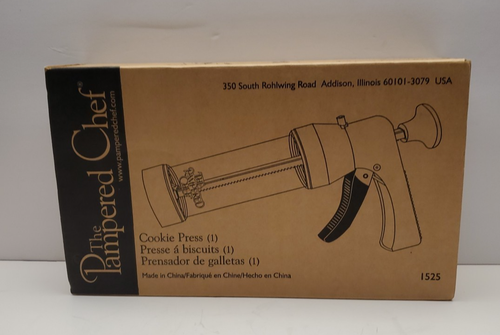 The
Pampered Chef®
www.pamperedchef.com
350 South Rohlwing Road Addison, Illinois 60101-3079 USA
Cookie Press (1)
Presse á biscuits (1)
Prensador de galletas (1)
Made in China/Fabriqué en Chine/Hecho en China
1525